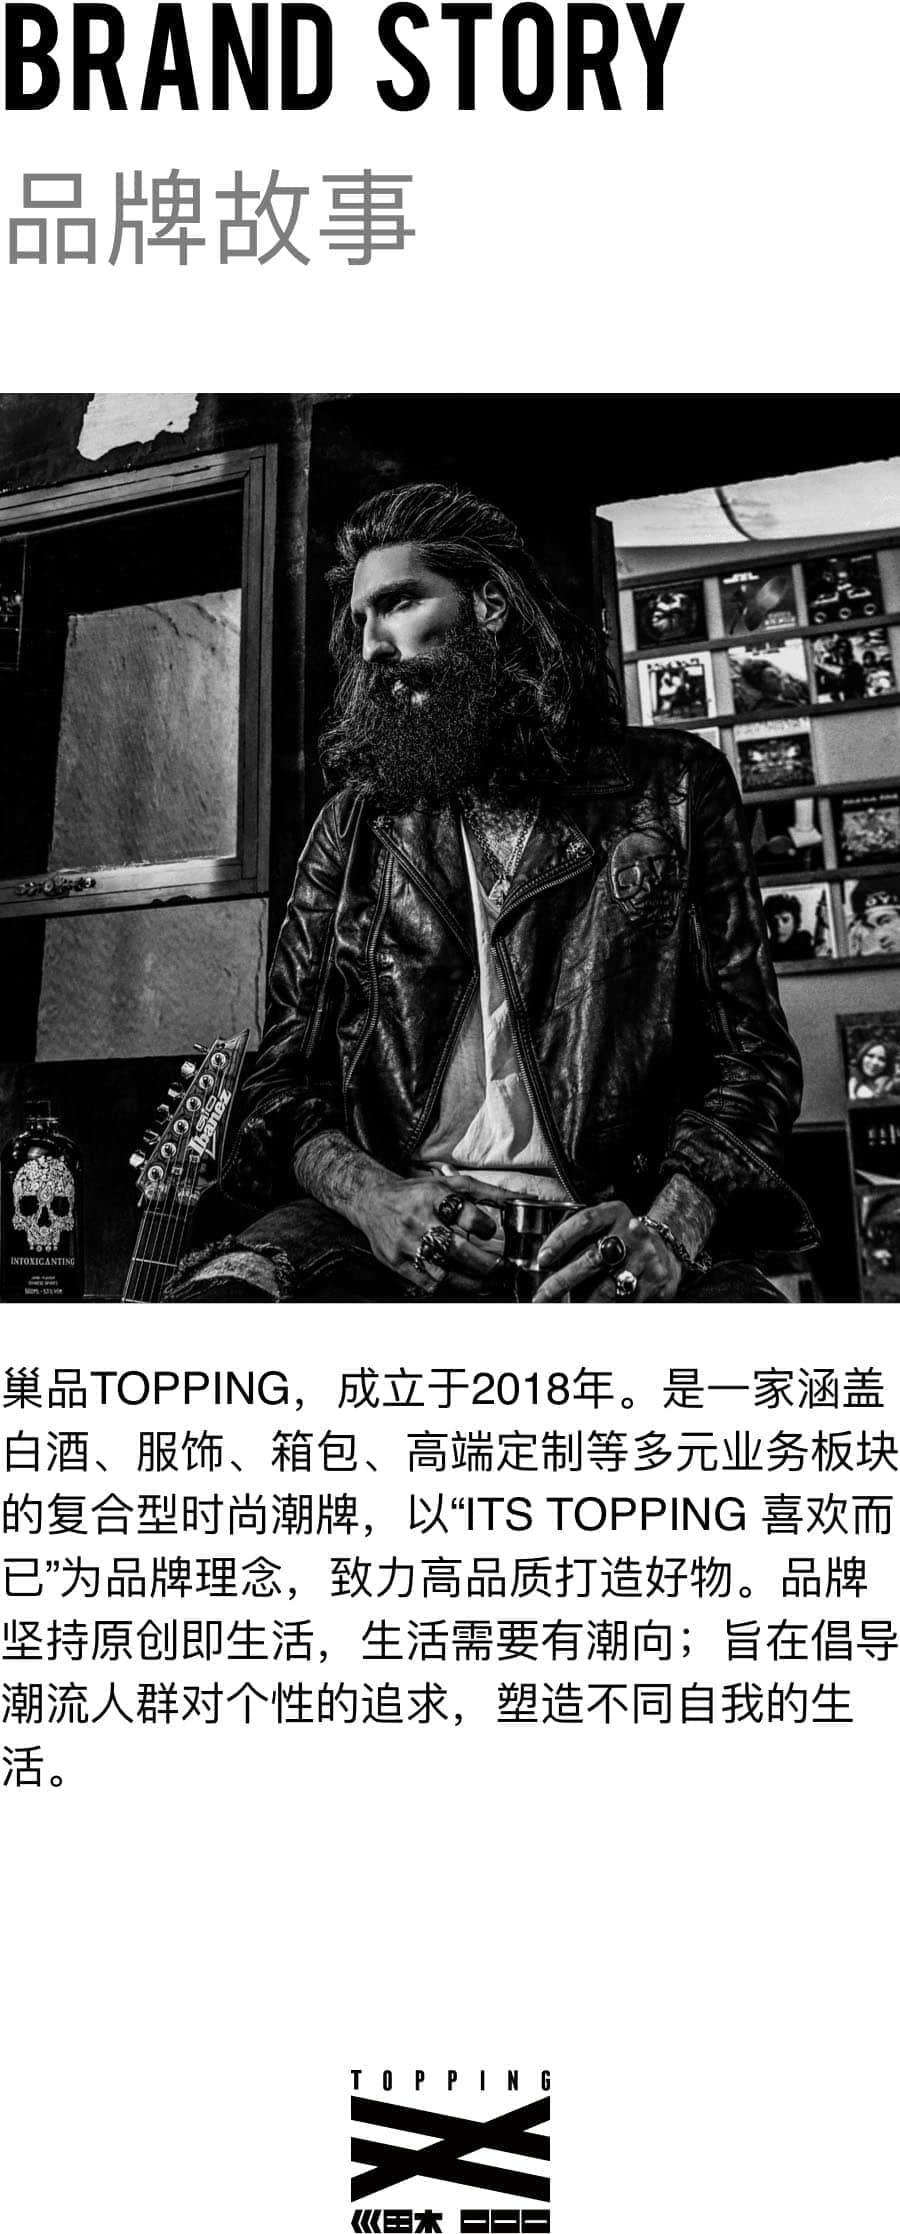 BRAND STORY
品牌故事
GIO
Ibanez
INTOXICANTING
巢品TOPPING，成立于2018年。是一家涵盖
白酒、服饰、箱包、高端定制等多元业务板块
的复合型时尚潮牌，以“ITS TOPPING 喜欢而
已”为品牌理念，致力高品质打造好物。品牌
坚持原创即生活，生活需要有潮向；旨在倡导
潮流人群对个性的追求，塑造不同自我的生
活。
TOPPING
巢品